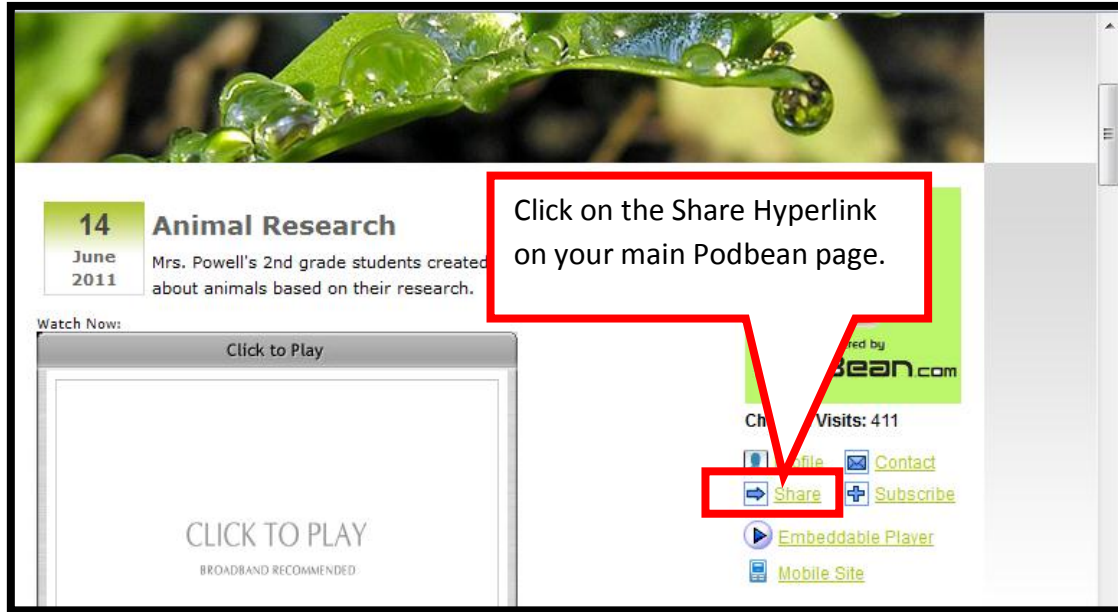 14
June
2011
Animal Research
Mrs. Powell's 2nd grade students created
about animals based on their research.
Watch Now:
Click to Play
CLICK TO PLAY
BROADBAND RECOMMENDED
Click on the Share Hyperlink
on your main Podbean page.
Bean.com
Visits: 411
Contact
Share
Subscribe
Embeddable Player
Mobile Site